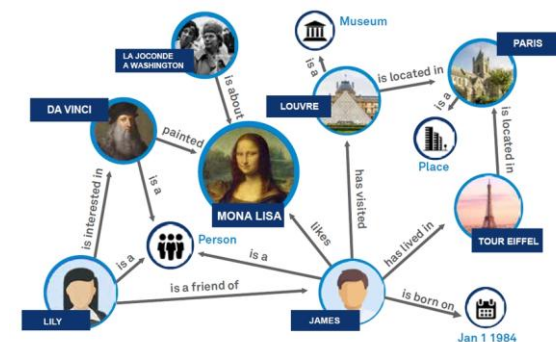 Museum
PARIS
LA JOCONDE
A WASHINGTON
is a
is located in
is about
LOUVRE
is a
DA VINCI
painted
is located in
Place
is interested in
is a
MONA LISA
has visited
Person
likes
TOUR EIFFEL
is a
is a
has lived in
is a friend of
is born on
LILY
JAMES
Jan 1 1984